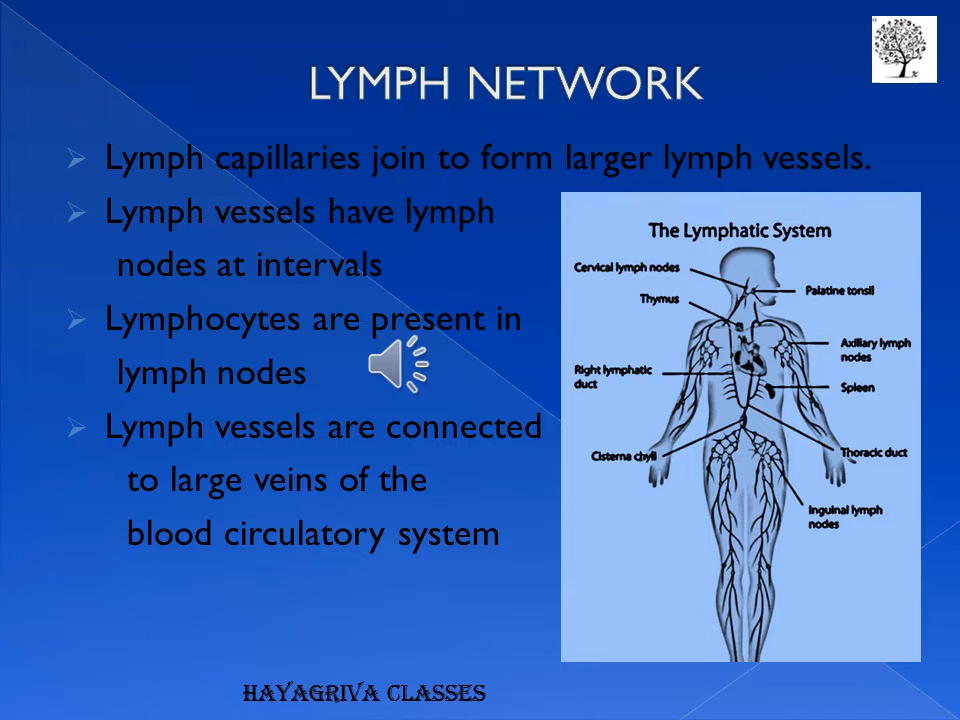 LYMPH NETWORK
Lymph capillaries join to form larger lymph vessels.
Lymph vessels have lymph
nodes at intervals
Lymphocytes are present in
lymph nodes
Lymph vessels are connected
to large veins of the
blood circulatory system
The Lymphatic System
Cervical lymph nodes
Palatine tonsil
Thymus
Axillary lymph
nodes
Right lymphatic
duct
Spleen
Cisterna chyli
Thoracic duct
Inguinal lymph
nodes
HAYAGRIVA CLASSES